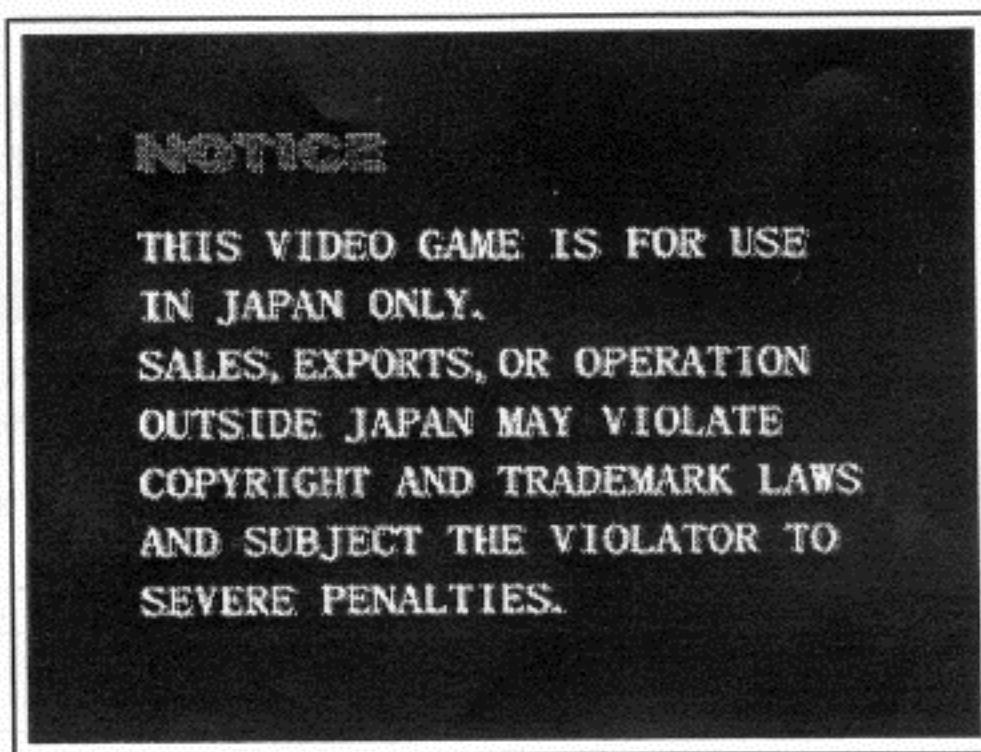 NOTICE
THIS VIDEO GAME IS FOR USE
IN JAPAN ONLY.
SALES, EXPORTS, OR OPERATION
OUTSIDE JAPAN MAY VIOLATE
COPYRIGHT AND TRADEMARK LAWS
AND SUBJECT THE VIOLATOR TO
SEVERE PENALTIES.